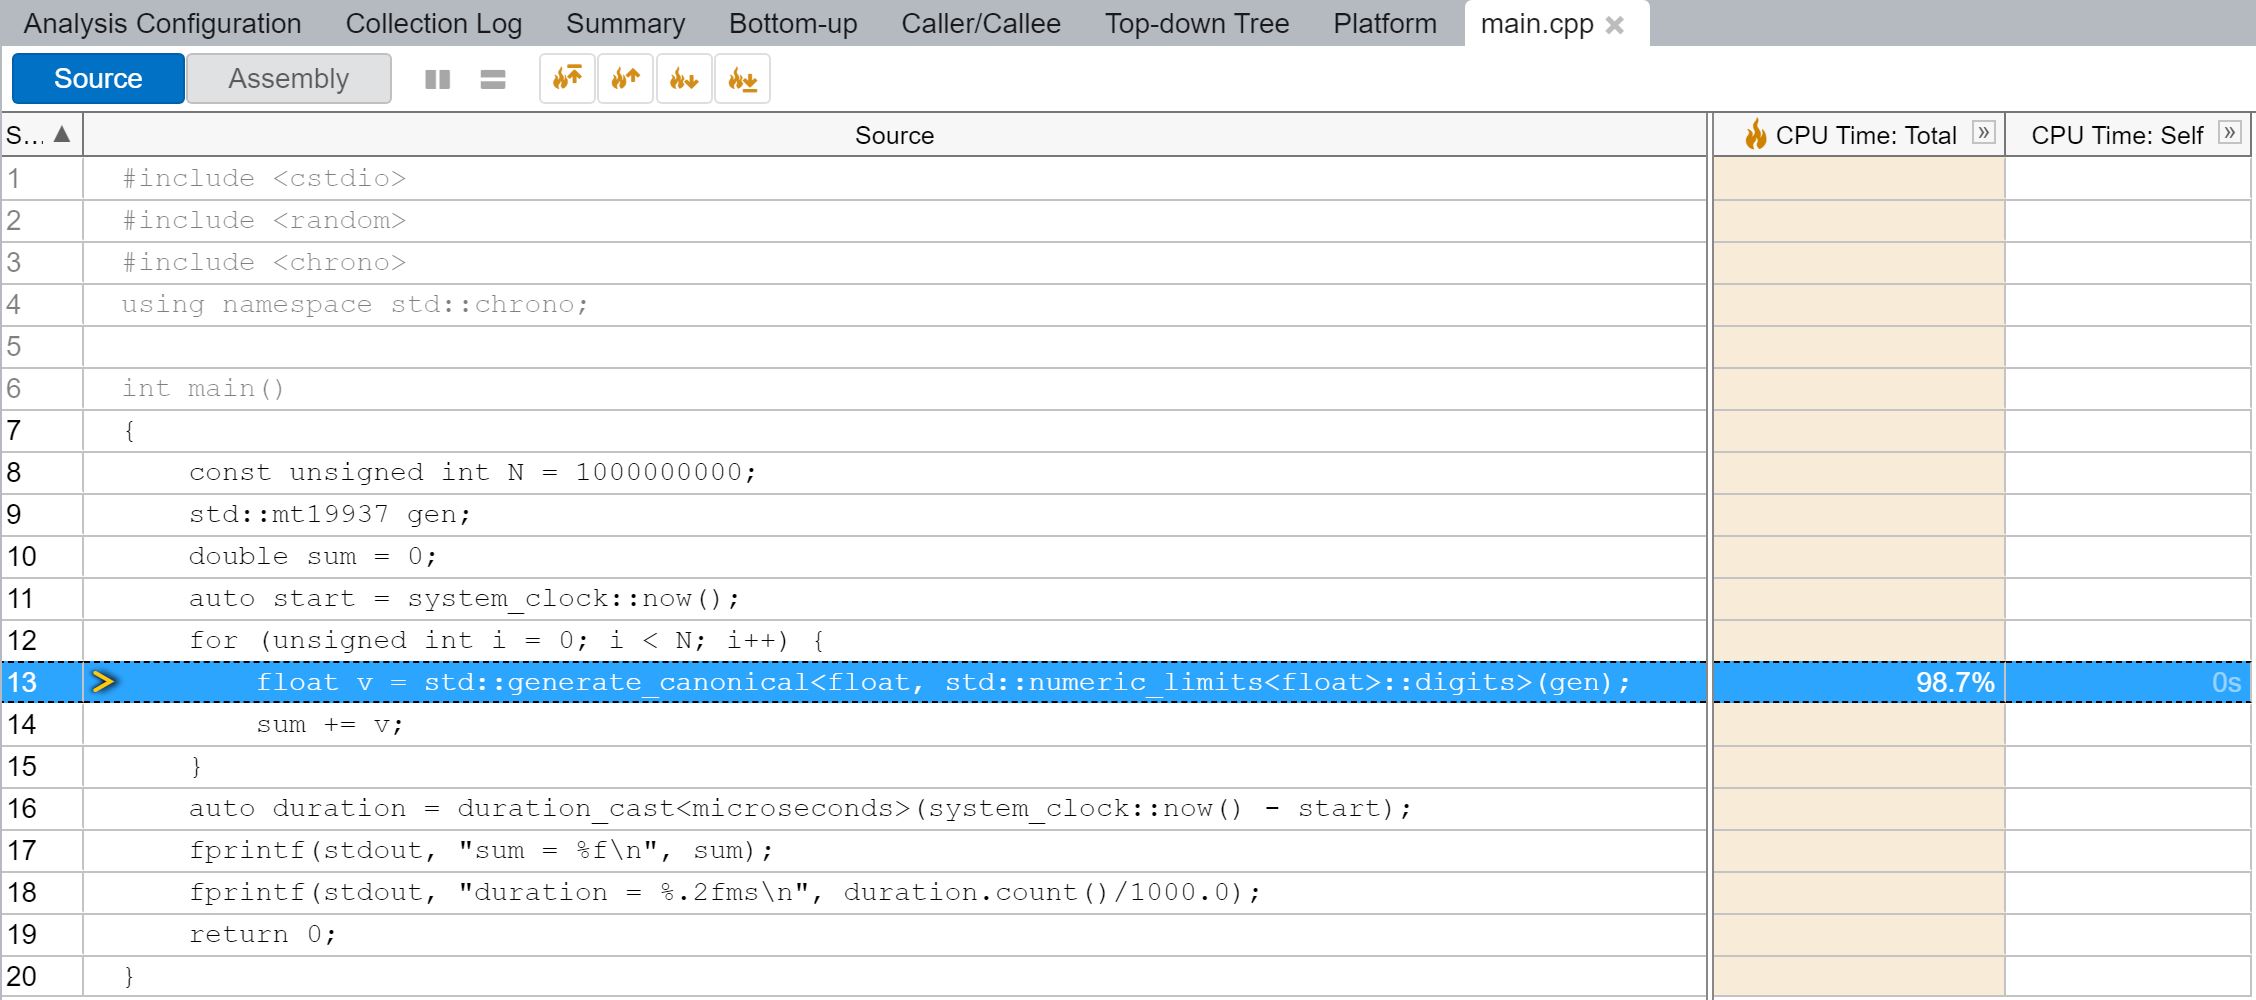 Analysis Configuration Collection Log Summary Bottom-up Caller/Callee Top-down Tree Platform main.cpp ×
Source Assembly
S... ▲ Source CPU Time: Total » CPU Time: Self »
1 #include <cstdio>
2 #include <random>
3 #include <chrono>
4 using namespace std::chrono;
5
6 int main()
7 {
8 const unsigned int N = 1000000000;
9 std::mt19937 gen;
10 double sum = 0;
11 auto start = system_clock::now();
12 for (unsigned int i = 0; i < N; i++) {
13 float v = std::generate_canonical<float, std::numeric_limits<float>::digits>(gen); 98.7% 0s
14 sum += v;
15 }
16 auto duration = duration_cast<microseconds>(system_clock::now() - start);
17 fprintf(stdout, "sum = %f\n", sum);
18 fprintf(stdout, "duration = %.2fms\n", duration.count()/1000.0);
19 return 0;
20 }